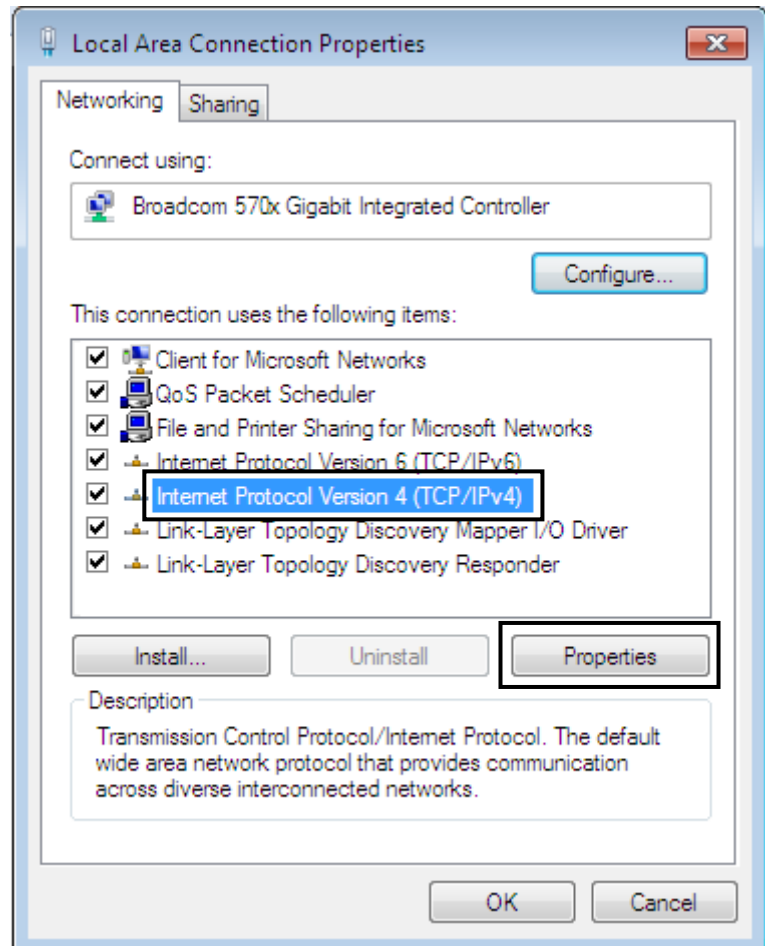 Local Area Connection Properties
Networking
Sharing
Connect using:
Broadcom 570x Gigabit Integrated Controller
Configure...
This connection uses the following items:
Client for Microsoft Networks
QoS Packet Scheduler
File and Printer Sharing for Microsoft Networks
Internet Protocol Version 6 (TCP/IPv6)
Internet Protocol Version 4 (TCP/IPv4)
Link-Layer Topology Discovery Mapper I/O Driver
Link-Layer Topology Discovery Responder
Install...
Uninstall
Properties
Description
Transmission Control Protocol/Internet Protocol. The default
wide area network protocol that provides communication
across diverse interconnected networks.
OK
Cancel